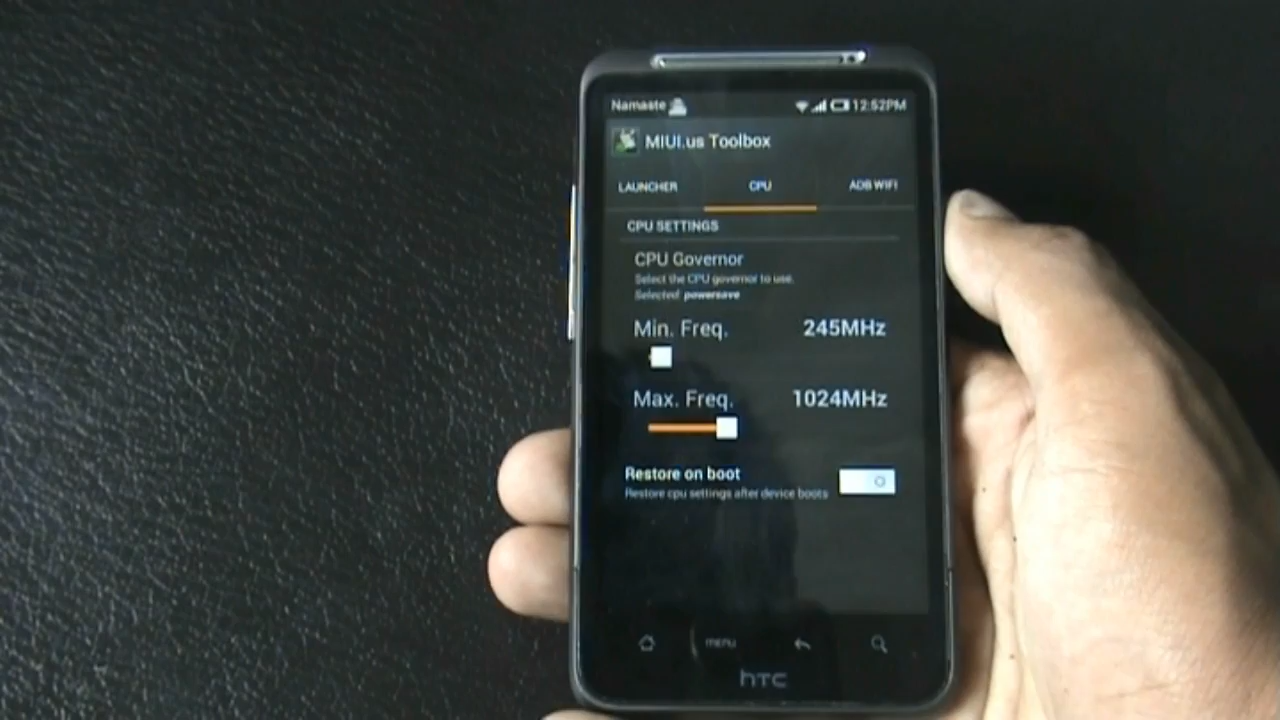 Namaste 12:52PM
MIUI.us Toolbox
LAUNCHER CPU ADB WIFI
CPU SETTINGS
CPU Governor
Select the CPU governor to use.
Selected: powersave
Min. Freq. 245MHz
Max. Freq. 1024MHz
Restore on boot
Restore cpu settings after device boots
MENU
hTC